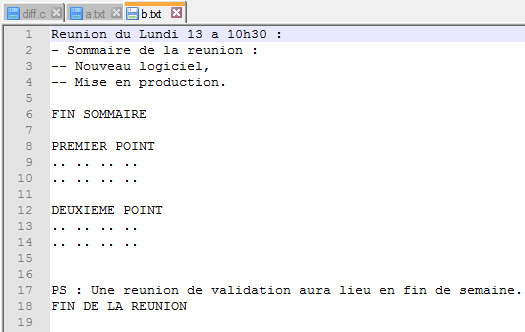 diff.c a.txt b.txt
1 Reunion du Lundi 13 a 10h30 :
2 - Sommaire de la reunion :
3 -- Nouveau logiciel,
4 -- Mise en production.
5
6 FIN SOMMAIRE
7
8 PREMIER POINT
9 .. .. .. ..
10 .. .. .. ..
11
12 DEUXIEME POINT
13 .. .. .. ..
14 .. .. .. ..
15
16
17 PS : Une reunion de validation aura lieu en fin de semaine.
18 FIN DE LA REUNION
19